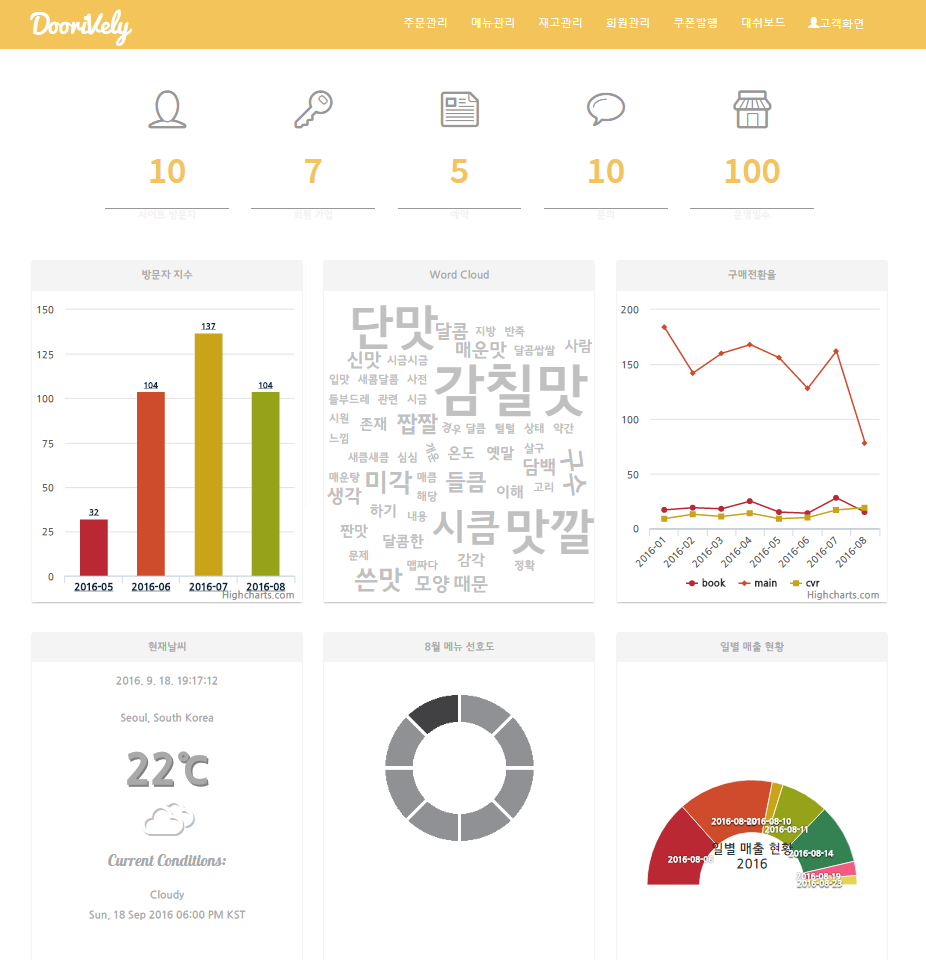 DooriVely
주문관리 메뉴관리 재고관리 회원관리 쿠폰발행 대쉬보드 고객화면
10 7 5 10 100
사이트 방문자 회원 가입 예약 문의 운영일수
방문자 지수
150
125
100
75
50
25
0
32
104
137
104
2016-05 2016-06 2016-07 2016-08
Highcharts.com
Word Cloud
단맛 달콤 지방 반죽
신맛 시금시금 매운맛 달콤쌉쌀 사람
입맛 새콤달콤 사전 감칠맛
들부드레 관련 시금
시원 존재 짭짤 경우 달큼 털털 상태 약간
느낌
새큼새큼 심심 온도 옛말 살구
매운탕 미각 매큼 들큼 담백 구수
생각 해당 이해 고리
하기 내용 시큼 맛깔
짠맛 달콤한
문제 맵짜다 감각 정확
쓴맛 모양 때문
구매전환율
200
150
100
50
0
2016-01 2016-02 2016-03 2016-04 2016-05 2016-06 2016-07 2016-08
book main cvr
Highcharts.com
현재날씨
2016. 9. 18. 19:17:12
Seoul, South Korea
22℃
Current Conditions:
Cloudy
Sun, 18 Sep 2016 06:00 PM KST
8월 메뉴 선호도
일별 매출 현황
2016-08-10
2016-08-11
2016-08-14
2016-08-19
2016-08-23
일별 매출 현황
2016